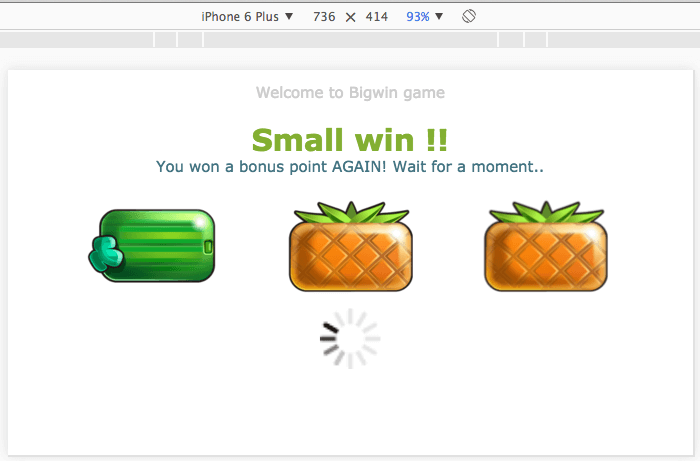 iPhone 6 Plus ▼ 736 × 414 93% ▼
Welcome to Bigwin game
Small win !!
You won a bonus point AGAIN! Wait for a moment..